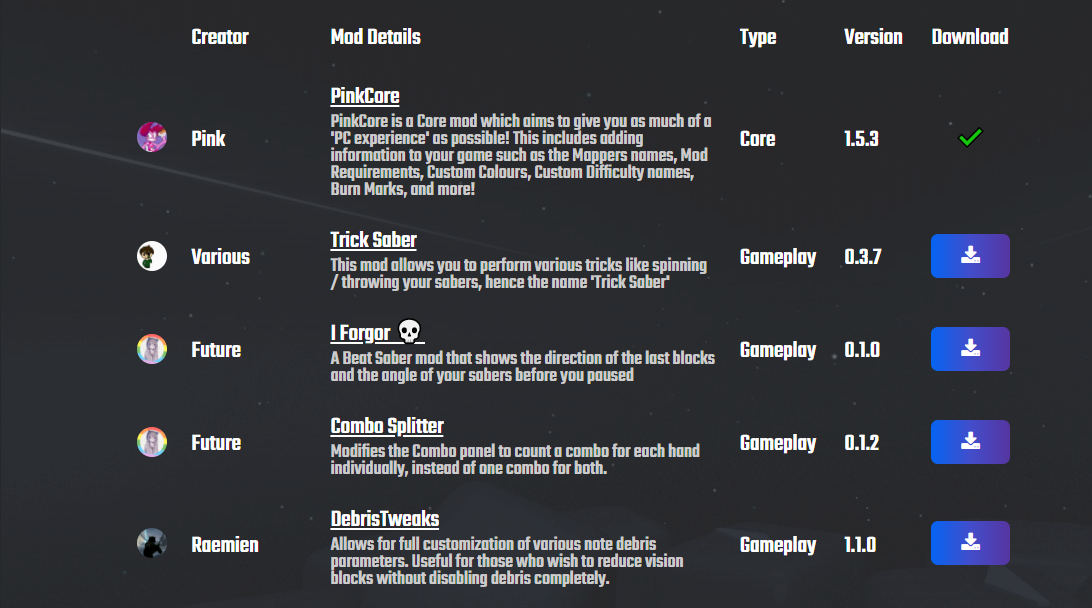 Creator Mod Details Type Version Download
PinkCore
PinkCore is a Core mod which aims to give you as much of a
'PC experience' as possible! This includes adding
information to your game such as the Mappers names, Mod
Requirements, Custom Colours, Custom Difficulty names,
Burn Marks, and more!
Pink Core 1.5.3
Trick Saber
This mod allows you to perform various tricks like spinning
/ throwing your sabers, hence the name 'Trick Saber'
Various Gameplay 0.3.7
I Forgor 💀
A Beat Saber mod that shows the direction of the last blocks
and the angle of your sabers before you paused
Future Gameplay 0.1.0
Combo Splitter
Modifies the Combo panel to count a combo for each hand
individually, instead of one combo for both.
Future Gameplay 0.1.2
DebrisTweaks
Allows for full customization of various note debris
parameters. Useful for those who wish to reduce vision
blocks without disabling debris completely.
Raemien Gameplay 1.1.0